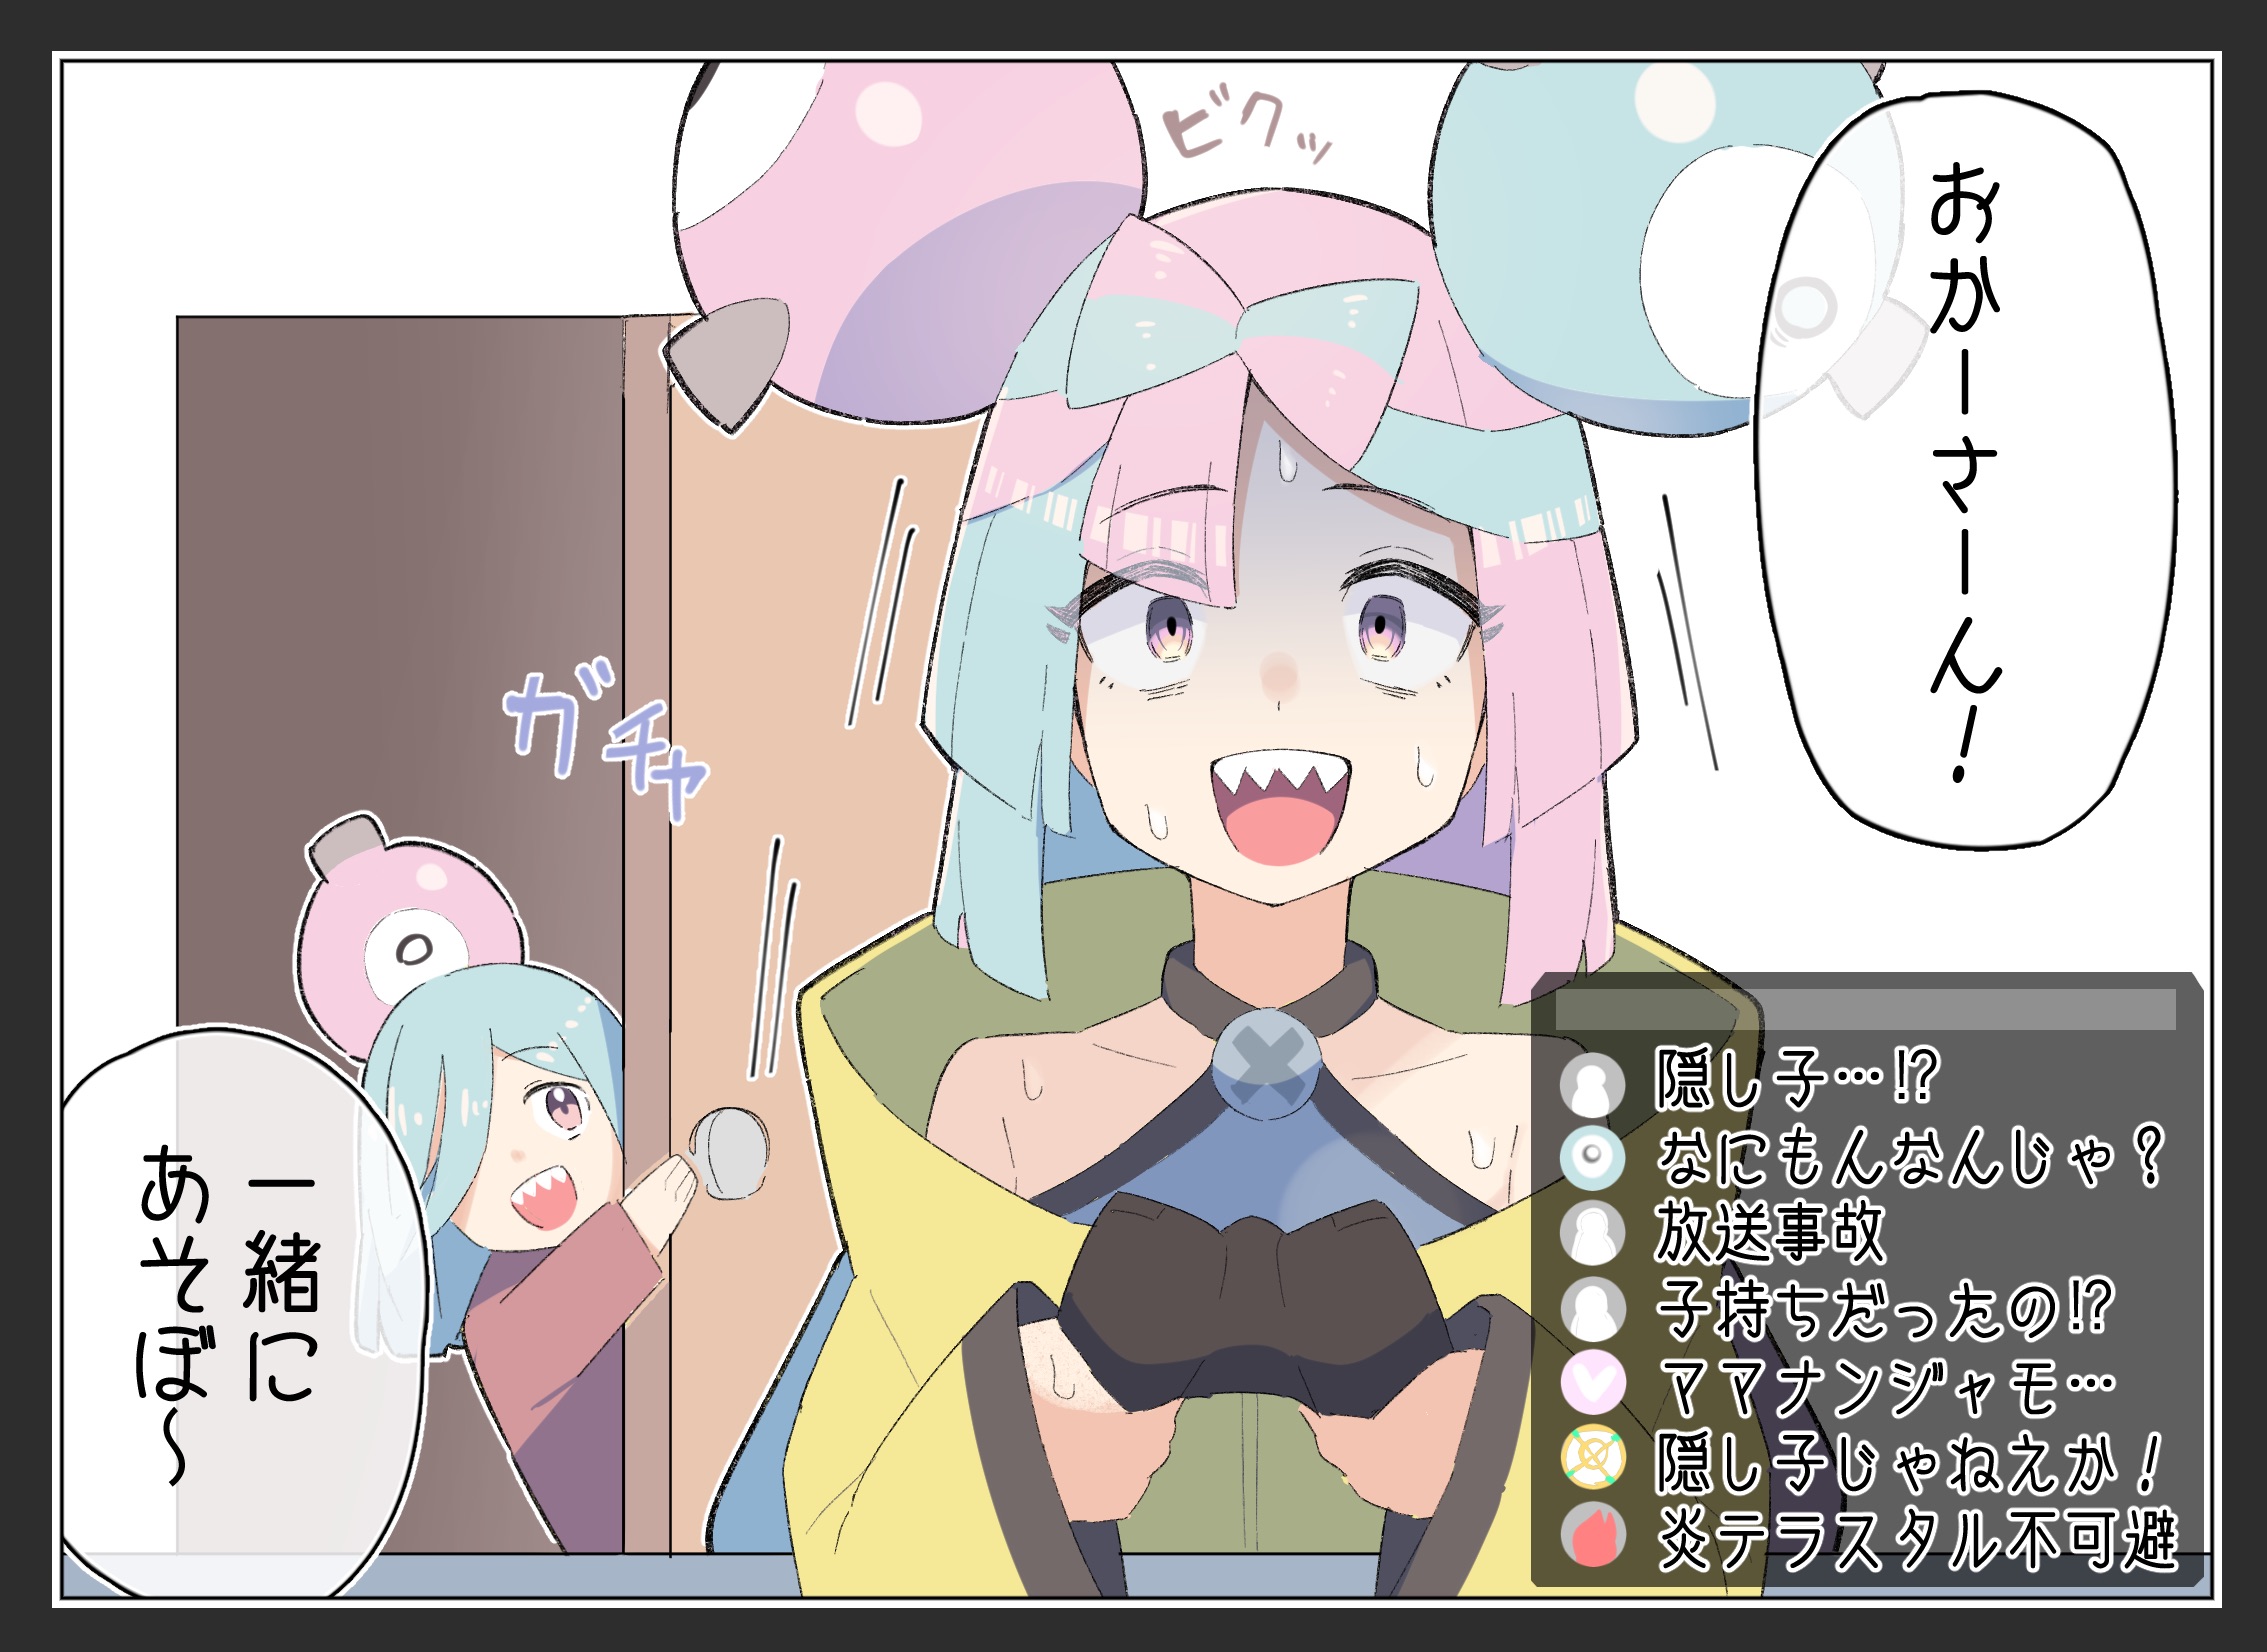 おかーさーん!
ビクッ
ガチャ
一緒に
あそぼ〜
隠し子…!?
なにもんなんじゃ?
放送事故
子持ちだったの!?
ママナンジャモ…
隠し子じゃねえか!
炎テラスタル不可避